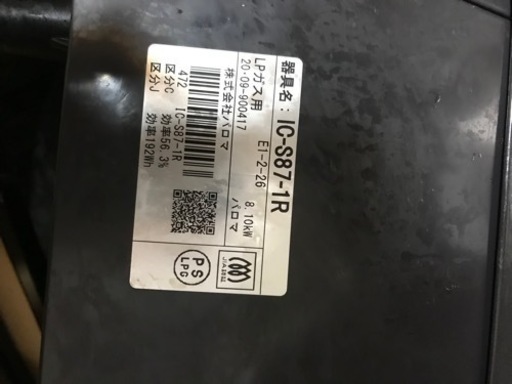 器具名：IC-S87-1R
LPガス用 E1-2-26 8.10kW
20·09-900417 パロマ
株式会社パロマ
472 IC-S87-1R
区分C 効率56.3%
区分J 効率192Wh
JIA
PS
LPG